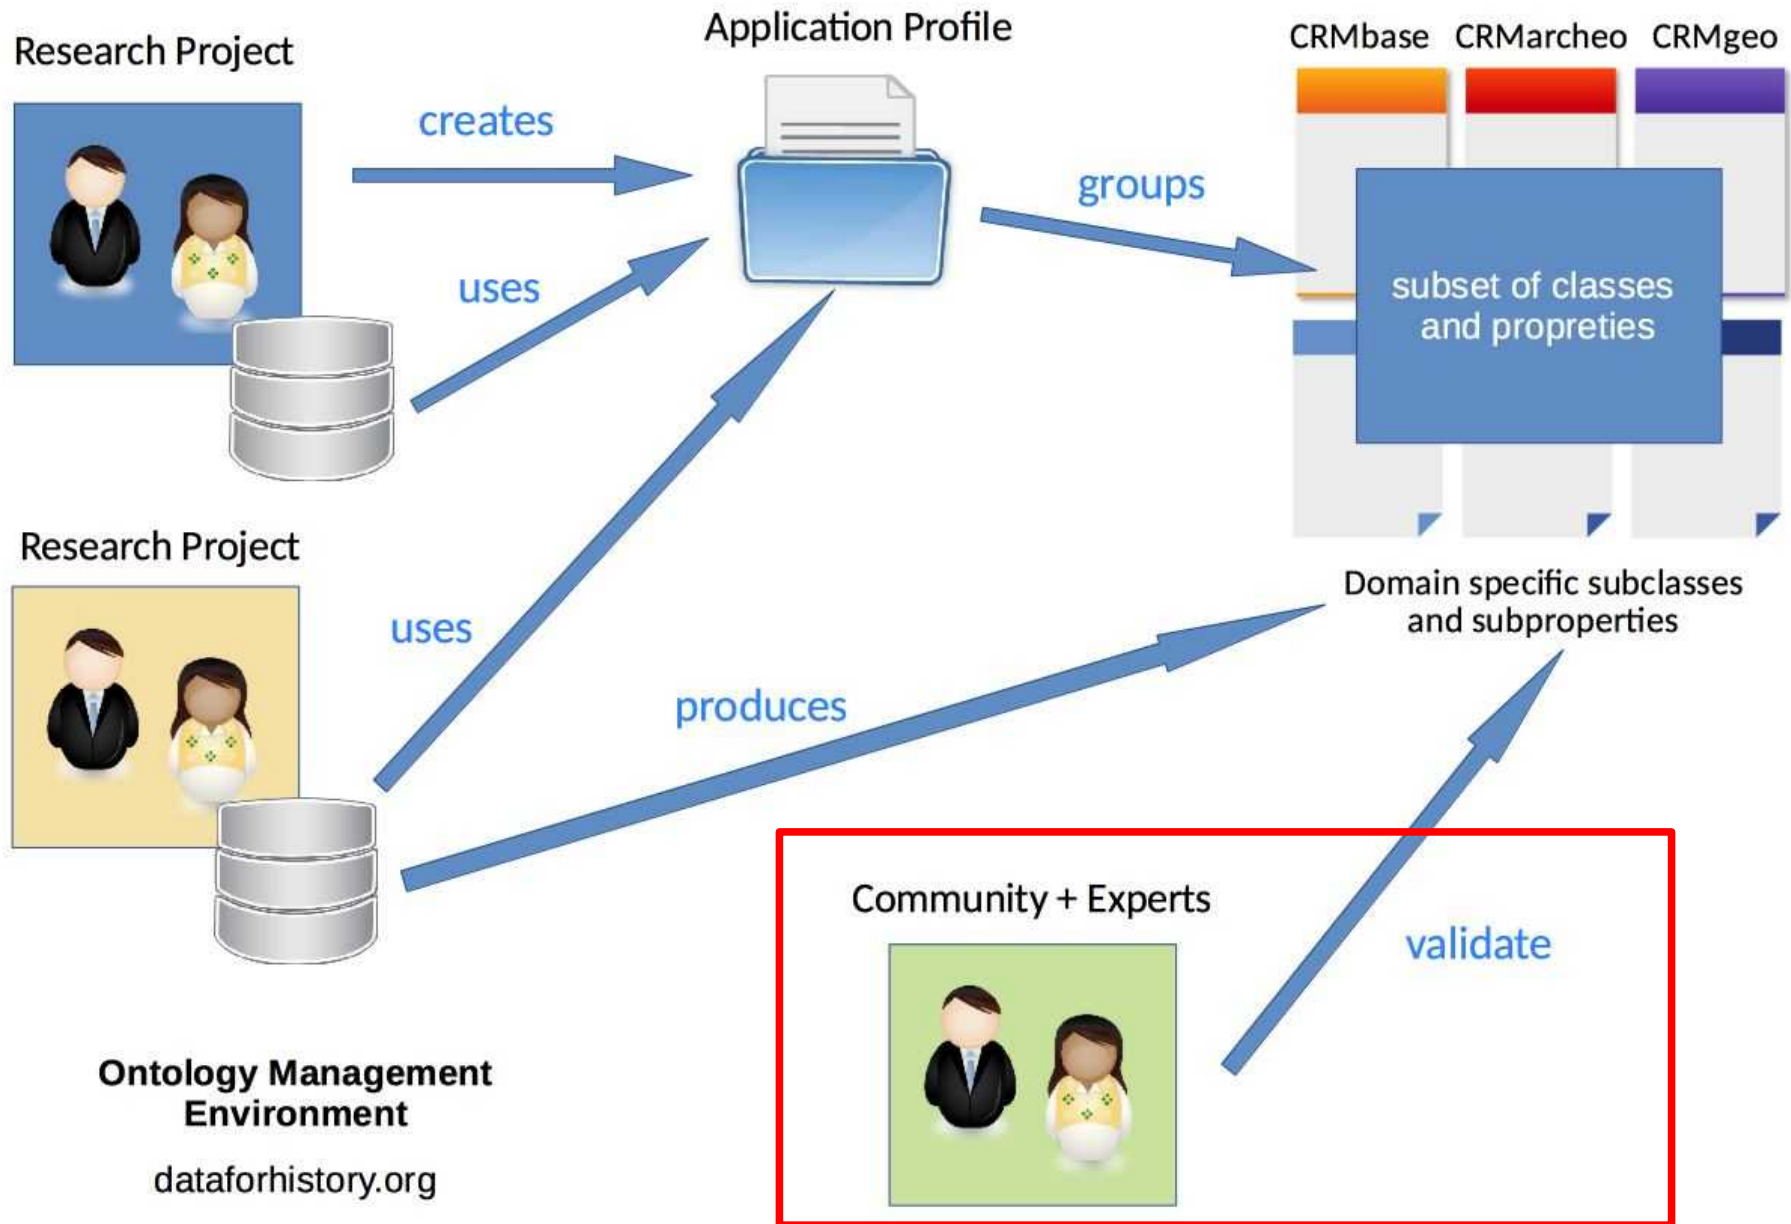 Research Project
Application Profile
CRMbase
CRMarcheo
CRMgeo
creates
groups
uses
subset of classes
and propreties
Research Project
Domain specific subclasses
and subproperties
uses
produces
Community + Experts
validate
Ontology Management
Environment
dataforhistory.org